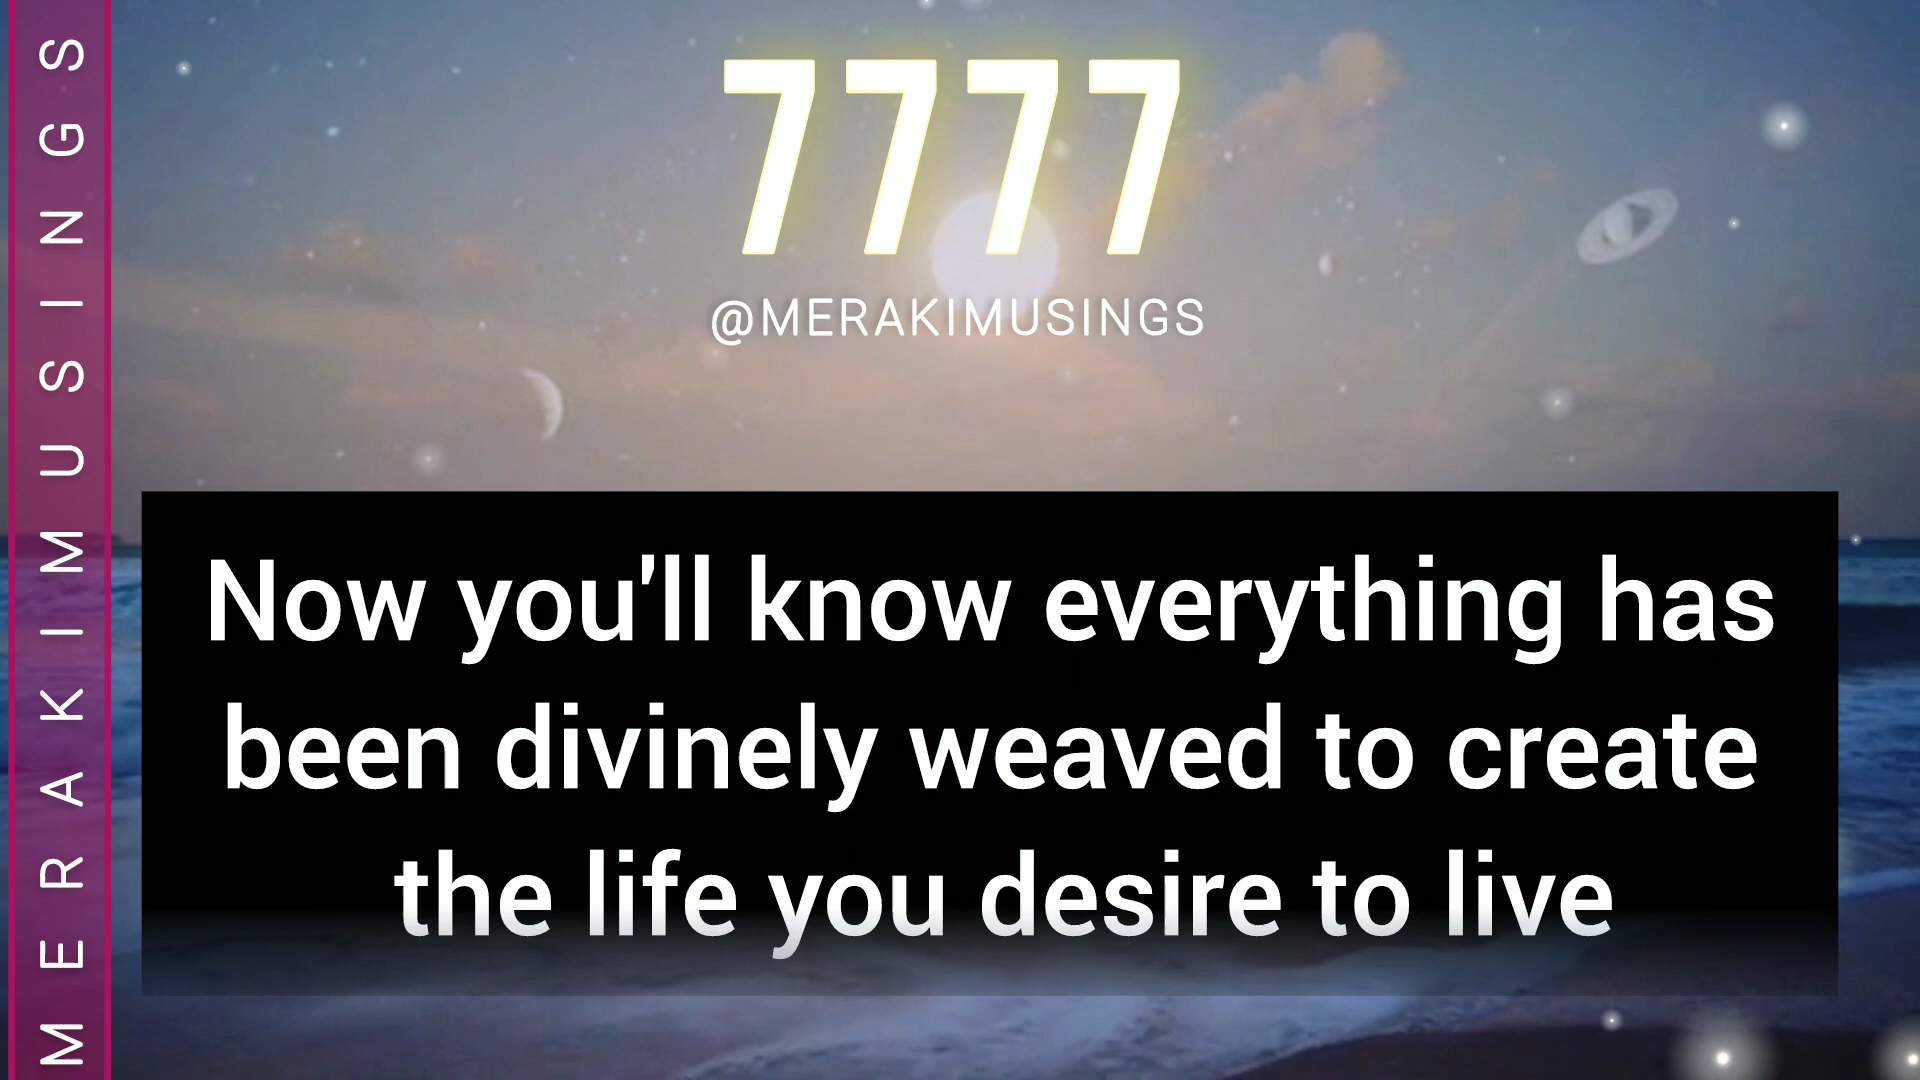 MERAKIMUSINGS
7777
@MERAKIMUSINGS
Now you'll know everything has
been divinely weaved to create
the life you desire to live